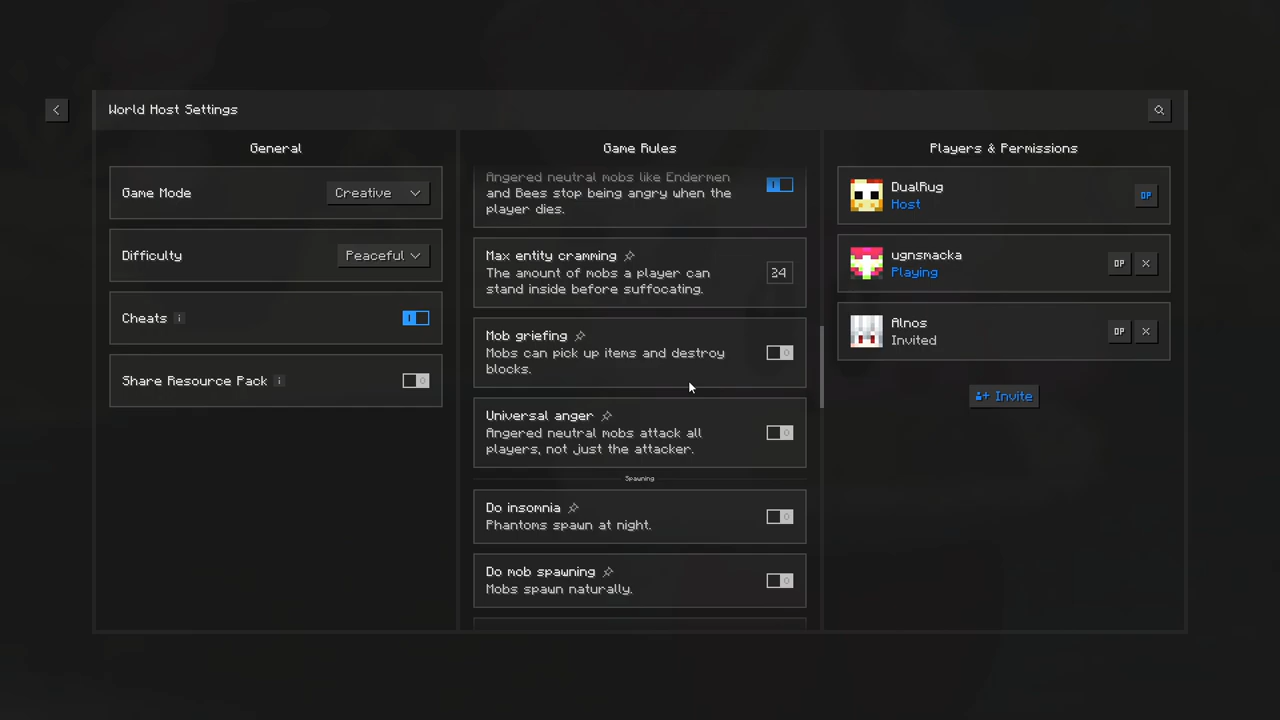 World Host Settings
General
Game Mode
Creative
Difficulty
Peaceful
Cheats
Share Resource Pack
Game Rules
Angered neutral mobs like Endermen
and Bees stop being angry when the
player dies.
Max entity cramming
The amount of mobs a player can
stand inside before suffocating.
24
Mob griefing
Mobs can pick up items and destroy
blocks.
Universal anger
Angered neutral mobs attack all
players, not just the attacker.
Spawning
Do insomnia
Phantoms spawn at night.
Do mob spawning
Mobs spawn naturally.
Players & Permissions
DualRug
Host
OP
ugnsmacka
Playing
OP
Alnos
Invited
OP
Invite